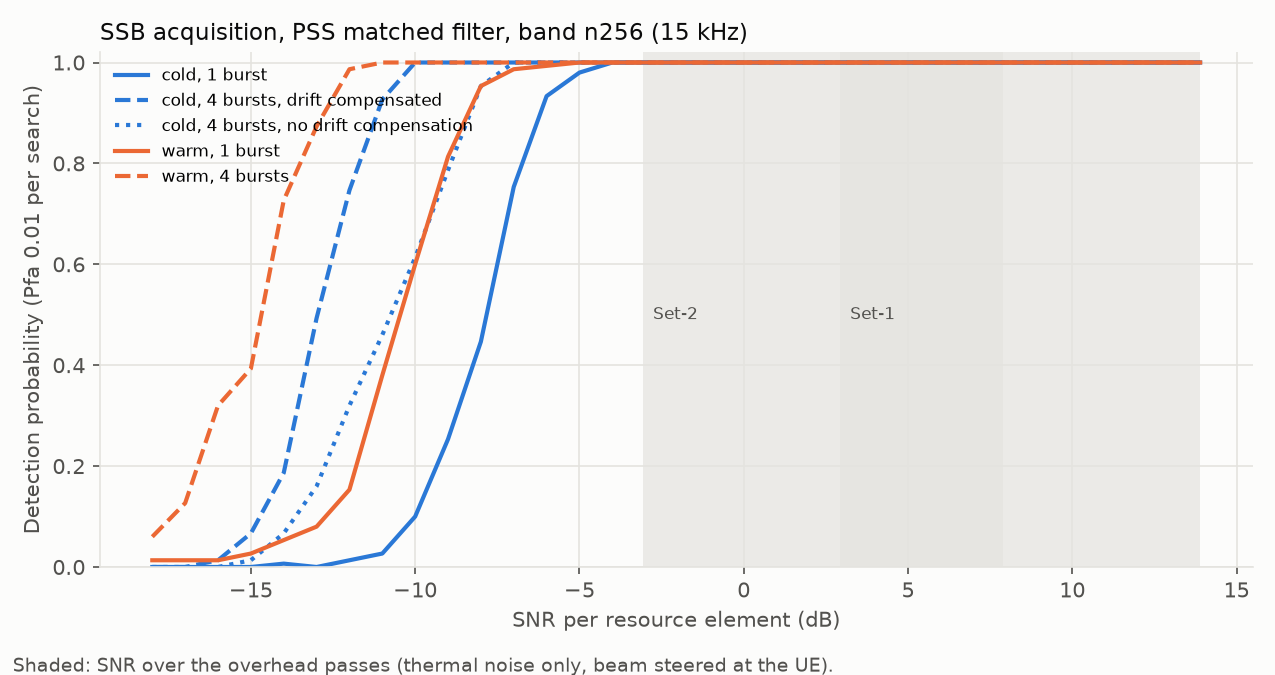 SSB acquisition, PSS matched filter, band n256 (15 kHz)
cold, 1 burst
cold, 4 bursts, drift compensated
cold, 4 bursts, no drift compensation
warm, 1 burst
warm, 4 bursts
Detection probability (Pfa 0.01 per search)
1.0
0.8
0.6
0.4
0.2
0.0
Set-2
Set-1
−15
−10
−5
0
5
10
15
SNR per resource element (dB)
Shaded: SNR over the overhead passes (thermal noise only, beam steered at the UE).